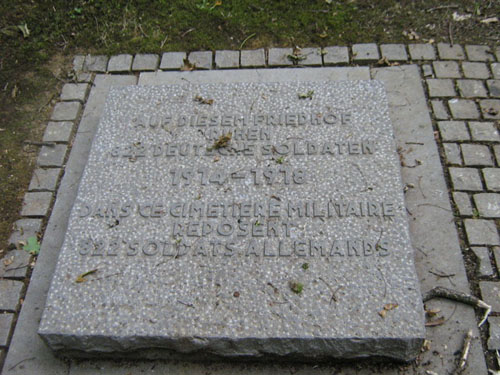 AUF DIESEM FRIEDHOF
RUHEN
822 DEUTSCHE SOLDATEN
1914-1918
DANS CE CIMETIERE MILITAIRE
REPOSENT
822 SOLDATS ALLEMANDS